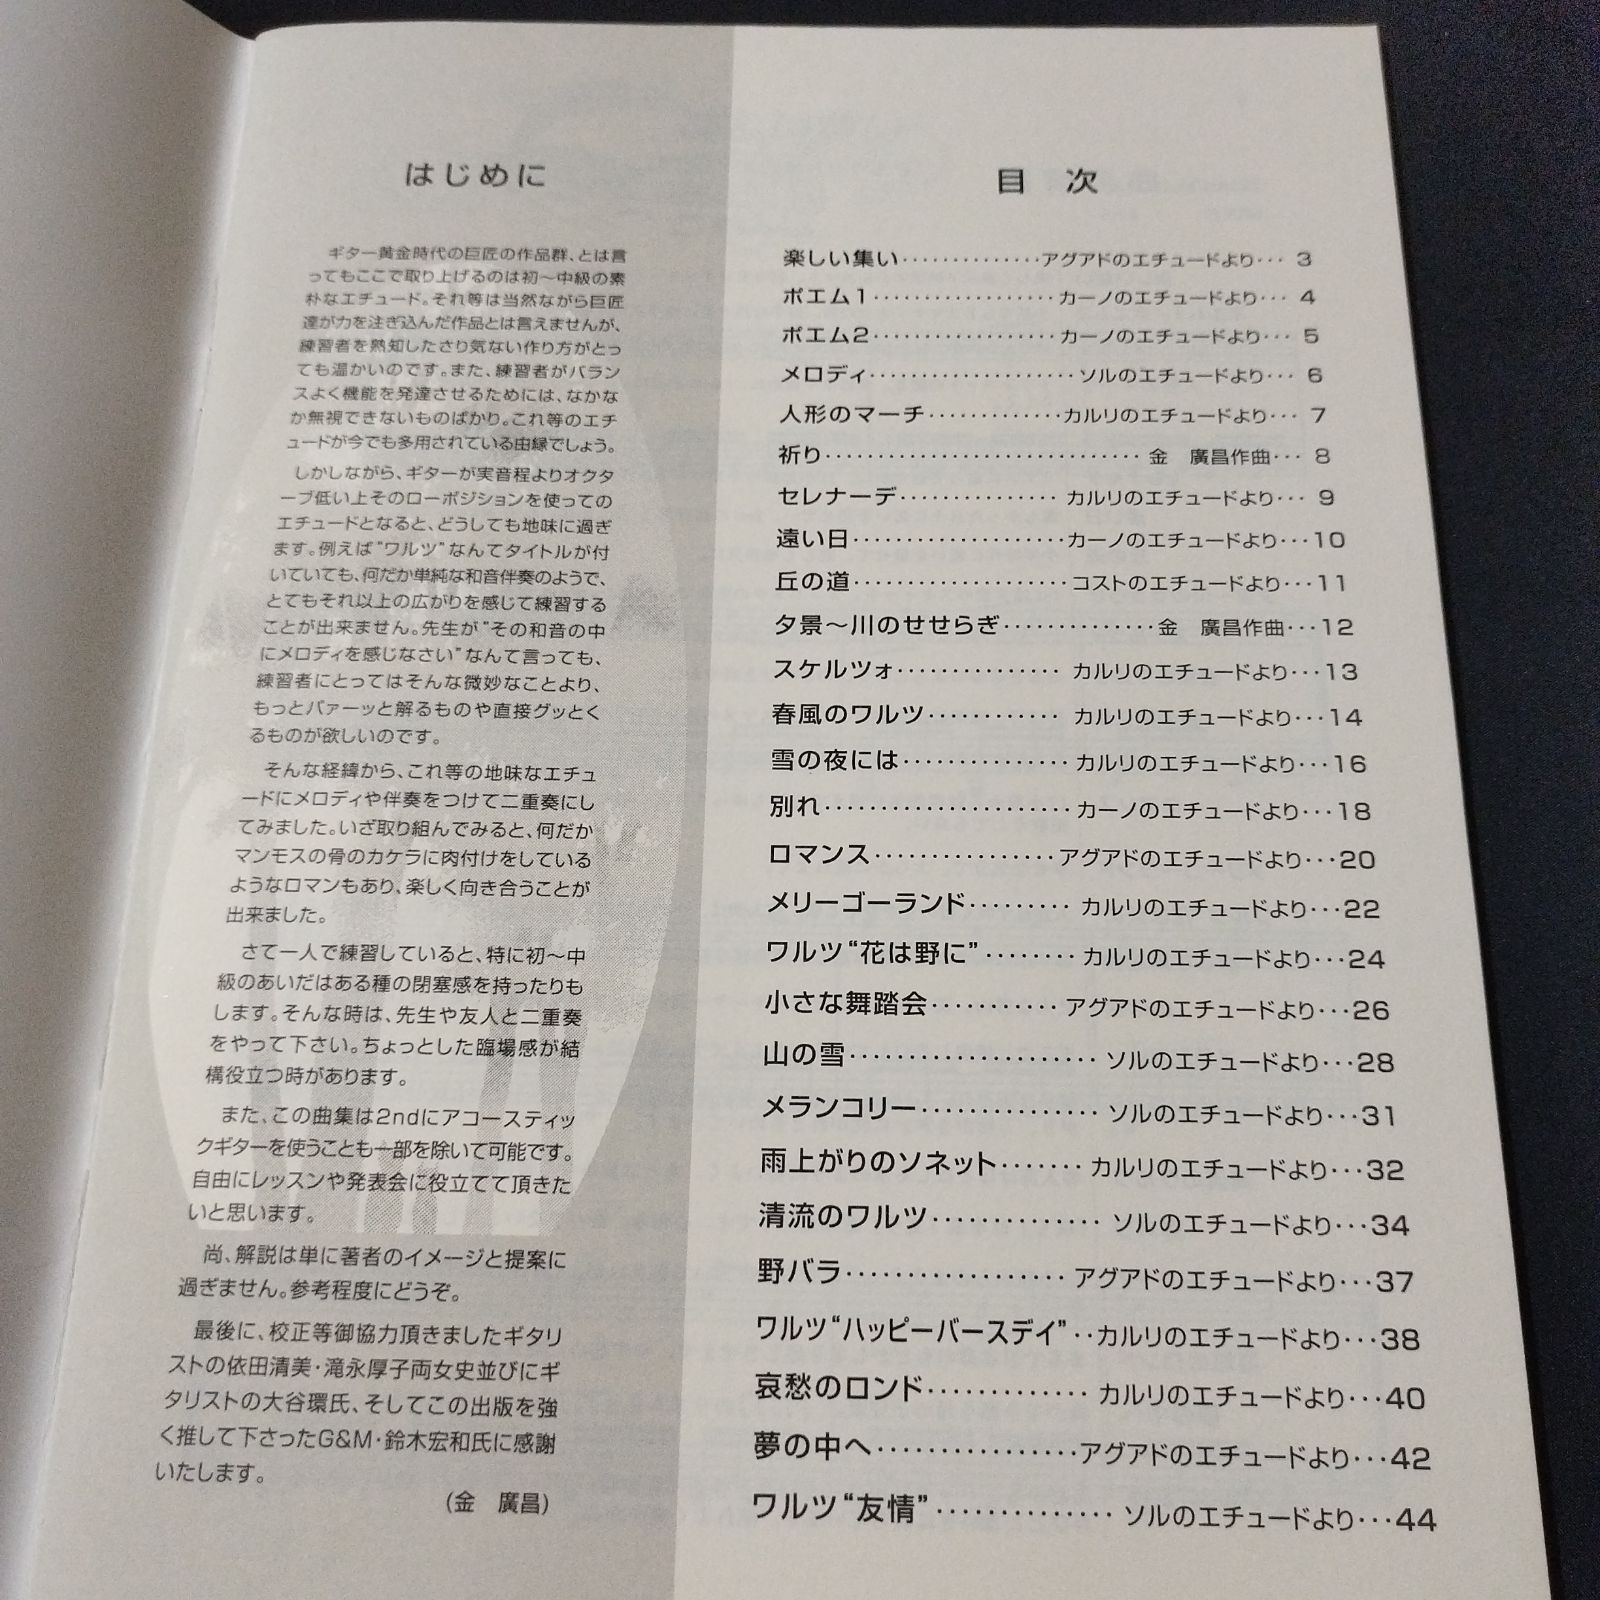 はじめに
ギター黄金時代の巨匠の作品群、とは言
ってもここで取り上げるのは初〜中級の素
朴なエチュード。それ等は当然ながら巨匠
達が力を注ぎ込んだ作品とは言えませんが、
練習者を熟知したさり気ない作り方がとっ
ても温かいのです。また、練習者がバラン
スよく機能を発達させるためには、なかな
か無視できないものばかり。これ等のエチ
ュードが今でも多用されている由縁でしょう。
しかしながら、ギターが実音程よりオクタ
ーブ低い上そのローポジションを使っての
エチュードとなると、どうしても地味に過ぎ
ます。例えば“ワルツ”なんてタイトルが付
いていても、何だか単純な和音伴奏のようで、
とてもそれ以上の広がりを感じて練習する
ことが出来ません。先生が“その和音の中
にメロディを感じなさい”なんて言っても、
練習者にとってはそんな微妙なことより、
もっとバァーッと解るものや直接グッとく
るものが欲しいのです。
そんな経緯から、これ等の地味なエチュ
ードにメロディや伴奏をつけて二重奏にし
てみました。いざ取り組んでみると、何だか
マンモスの骨のカケラに肉付けをしている
ようなロマンもあり、楽しく向き合うことが
出来ました。
さて一人で練習していると、特に初〜中
級のあいだはある種の閉塞感を持ったりも
します。そんな時は、先生や友人と二重奏
をやって下さい。ちょっとした臨場感が結
構役立つ時があります。
また、この曲集は2ndにアコースティッ
クギターを使うことも一部を除いて可能です。
自由にレッスンや発表会に役立てて頂きた
いと思います。
尚、解説は単に著者のイメージと提案に
過ぎません。参考程度にどうぞ。
最後に、校正等御協力頂きましたギタリ
ストの依田清美・滝永厚子両女史並びにギ
タリストの大谷環氏、そしてこの出版を強
く推して下さったG&M・鈴木宏和氏に感謝
いたします。
(金　廣昌)
目　次
楽しい集い··············アグアドのエチュードより··· 3
ポエム1··················カーノのエチュードより··· 4
ポエム2··················カーノのエチュードより··· 5
メロディ····················ソルのエチュードより··· 6
人形のマーチ·············カルリのエチュードより··· 7
祈り······························金　廣昌作曲··· 8
セレナーデ···············カルリのエチュードより··· 9
遠い日····················カーノのエチュードより···10
丘の道····················コストのエチュードより···11
夕景〜川のせせらぎ··············金　廣昌作曲···12
スケルツォ···············カルリのエチュードより···13
春風のワルツ············カルリのエチュードより···14
雪の夜には···············カルリのエチュードより···16
別れ······················カーノのエチュードより···18
ロマンス················アグアドのエチュードより···20
メリーゴーランド·········カルリのエチュードより···22
ワルツ“花は野に”········カルリのエチュードより···24
小さな舞踏会···········アグアドのエチュードより···26
山の雪·····················ソルのエチュードより···28
メランコリー···············ソルのエチュードより···31
雨上がりのソネット·······カルリのエチュードより···32
清流のワルツ·············ソルのエチュードより···34
野バラ···················アグアドのエチュードより···37
ワルツ“ハッピーバースデイ”··カルリのエチュードより···38
哀愁のロンド·············カルリのエチュードより···40
夢の中へ·················アグアドのエチュードより···42
ワルツ“友情”··············ソルのエチュードより···44